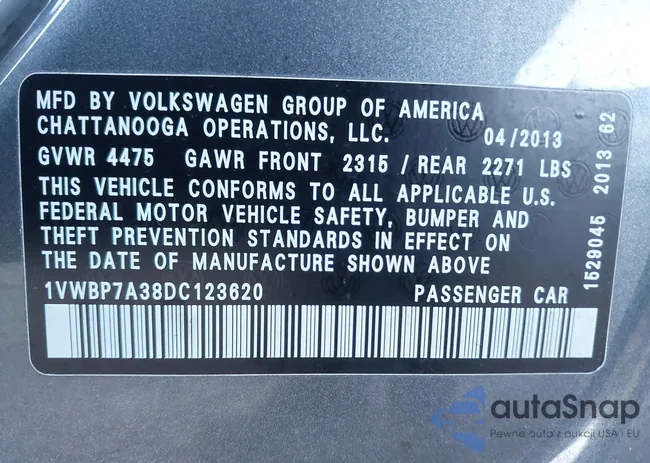 MFD BY VOLKSWAGEN GROUP OF AMERICA
CHATTANOOGA OPERATIONS, LLC. 04/2013
GVWR 4475 GAWR FRONT 2315 / REAR 2271 LBS
THIS VEHICLE CONFORMS TO ALL APPLICABLE U.S.
FEDERAL MOTOR VEHICLE SAFETY, BUMPER AND
THEFT PREVENTION STANDARDS IN EFFECT ON
THE DATE OF MANUFACTURE SHOWN ABOVE
1VWBP7A38DC123620 PASSENGER CAR
1529045 2013 62
autoSnap
Pewne auta z aukcji USA i EU